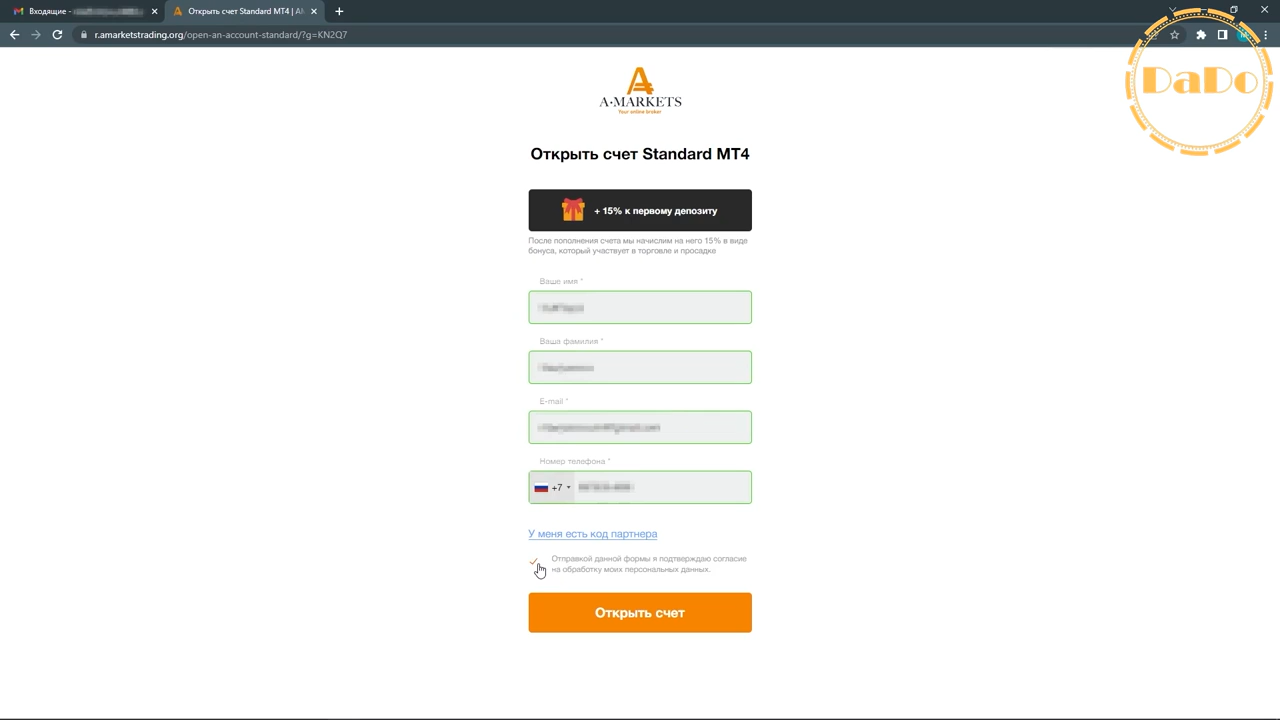 Входящие -
Открыть счет Standard MT4 |
r.amarketstrading.org/open-an-account-standard/?g=KN2Q7
DaDo
A·MARKETS
Your online broker
Открыть счет Standard MT4
+ 15% к первому депозиту
После пополнения счета мы начислим на него 15% в виде
бонуса, который участвует в торговле и просадке
Ваше имя *
Ваша фамилия *
E-mail *
Номер телефона *
+7
У меня есть код партнера
Отправкой данной формы я подтверждаю согласие
на обработку моих персональных данных.
Открыть счет